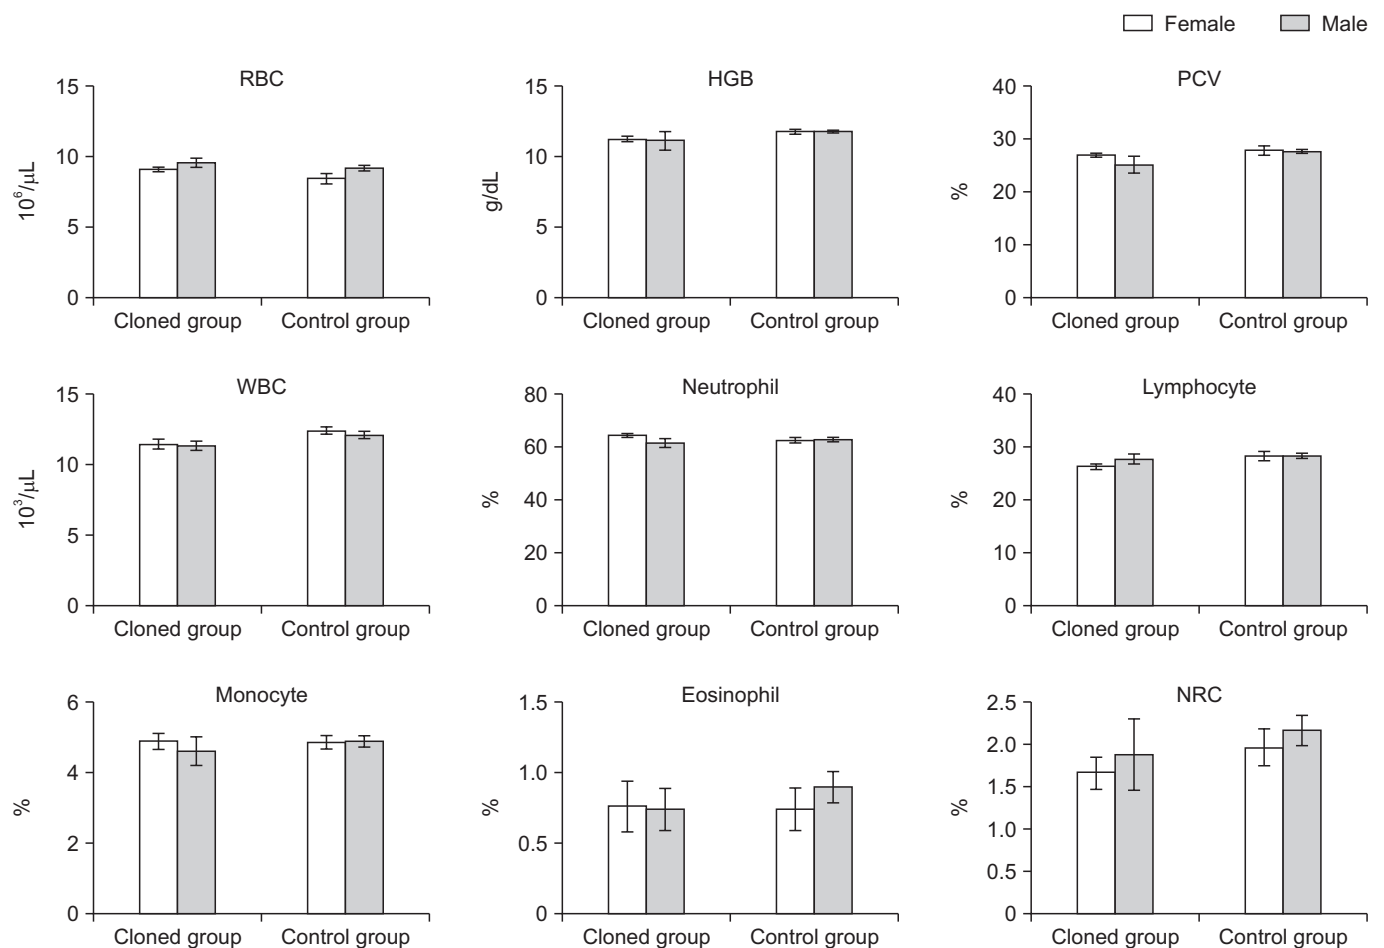 Female Male
RBC
15
10
5
0
10⁶/μL
Cloned group Control group
HGB
15
10
5
0
g/dL
Cloned group Control group
PCV
40
30
20
10
0
%
Cloned group Control group
WBC
15
10
5
0
10³/μL
Cloned group Control group
Neutrophil
80
60
40
20
0
%
Cloned group Control group
Lymphocyte
40
30
20
10
0
%
Cloned group Control group
Monocyte
6
4
2
0
%
Cloned group Control group
Eosinophil
1.5
1.0
0.5
0
%
Cloned group Control group
NRC
2.5
2.0
1.5
1.0
0.5
0
%
Cloned group Control group